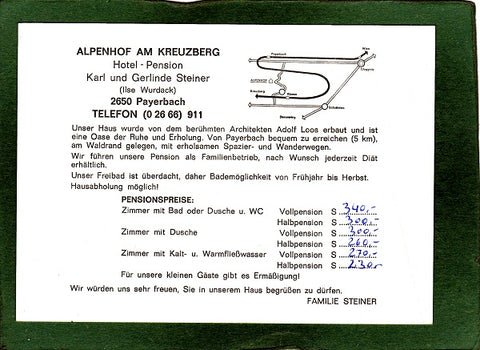 ALPENHOF AM KREUZBERG
Hotel - Pension
Karl und Gerlinde Steiner
(Ilse Wurdack)
2650 Payerbach
TELEFON (0 26 66) 911
Payerbach
Wien
Gloggnitz
ALPENHOF
Kreuzberg
Schottwien
Unser Haus wurde von dem berühmten Architekten Adolf Loos erbaut und ist
eine Oase der Ruhe und Erholung. Von Payerbach bequem zu erreichen (5 km),
am Waldrand gelegen, mit erholsamen Spazier- und Wanderwegen.
Wir führen unsere Pension als Familienbetrieb, nach Wunsch jederzeit Diät
erhältlich.
Unser Freibad ist überdacht, daher Bademöglichkeit von Frühjahr bis Herbst.
Hausabholung möglich!
PENSIONSPREISE:
Zimmer mit Bad oder Dusche u. WC Vollpension S 340,-
Halbpension S 300,-
Zimmer mit Dusche Vollpension S 300,-
Halbpension S 260,-
Zimmer mit Kalt- u. Warmfließwasser Vollpension S 270,-
Halbpension S 230,-
Für unsere kleinen Gäste gibt es Ermäßigung!
Wir würden uns sehr freuen, Sie in unserem Haus begrüßen zu dürfen.
FAMILIE STEINER